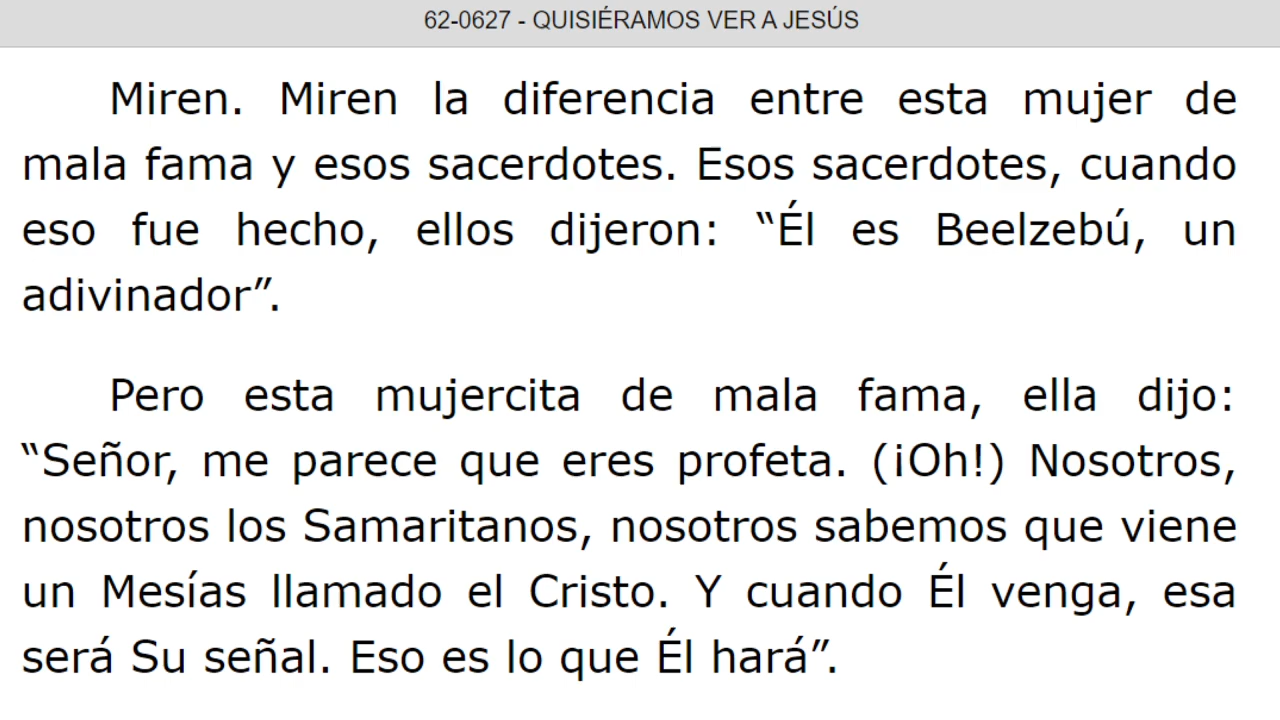 62-0627 - QUISIÉRAMOS VER A JESÚS
Miren. Miren la diferencia entre esta mujer de
mala fama y esos sacerdotes. Esos sacerdotes, cuando
eso fue hecho, ellos dijeron: “Él es Beelzebú, un
adivinador”.
Pero esta mujercita de mala fama, ella dijo:
“Señor, me parece que eres profeta. (¡Oh!) Nosotros,
nosotros los Samaritanos, nosotros sabemos que viene
un Mesías llamado el Cristo. Y cuando Él venga, esa
será Su señal. Eso es lo que Él hará”.